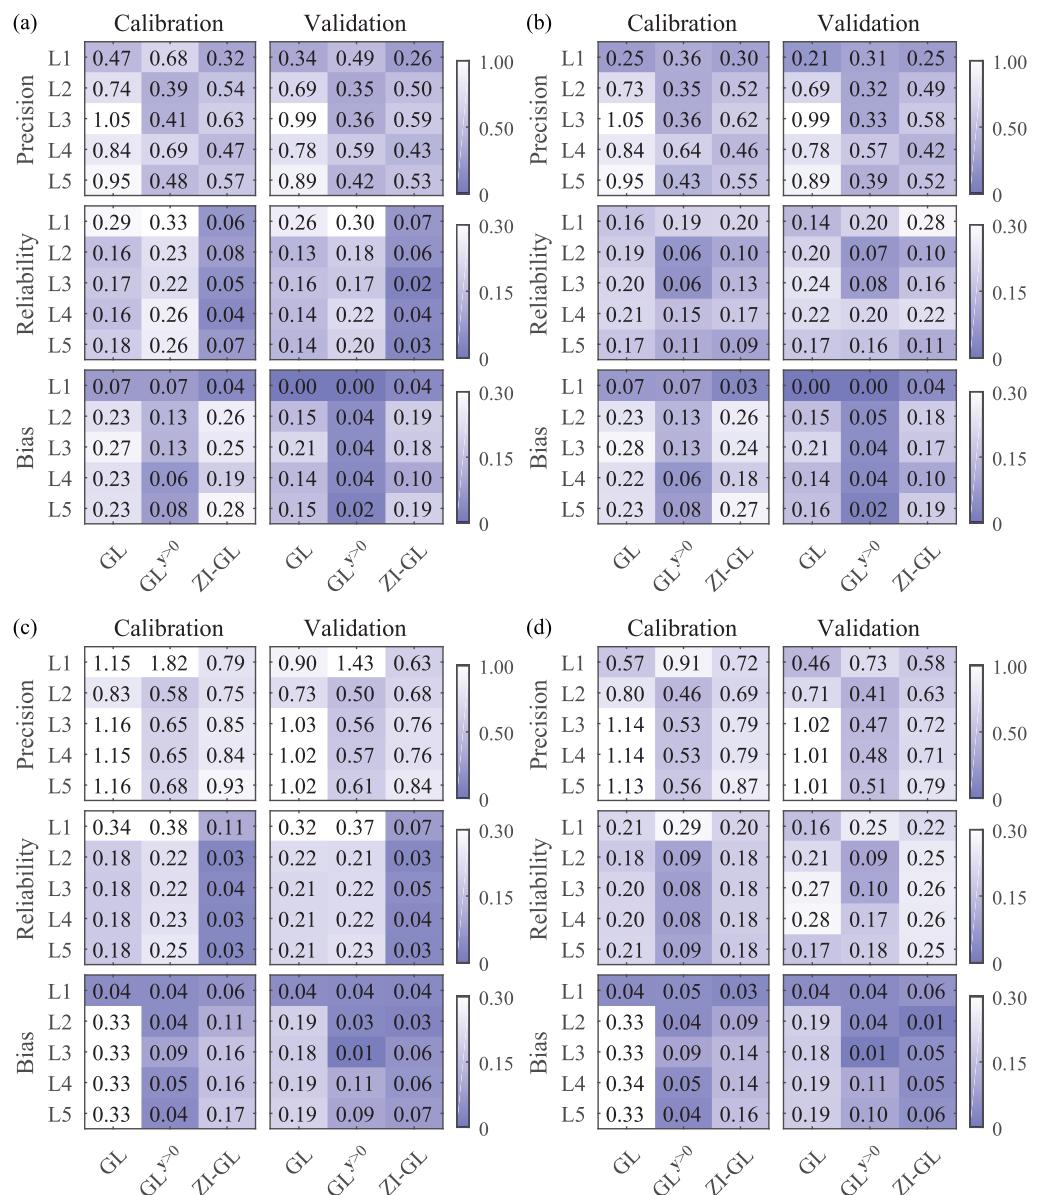 (a) Calibration Validation
Precision
L1 0.47 0.68 0.32 0.34 0.49 0.26 1.00
L2 0.74 0.39 0.54 0.69 0.35 0.50
L3 1.05 0.41 0.63 0.99 0.36 0.59 0.50
L4 0.84 0.69 0.47 0.78 0.59 0.43
L5 0.95 0.48 0.57 0.89 0.42 0.53 0
Reliability
L1 0.29 0.33 0.06 0.26 0.30 0.07 0.30
L2 0.16 0.23 0.08 0.13 0.18 0.06
L3 0.17 0.22 0.05 0.16 0.17 0.02 0.15
L4 0.16 0.26 0.04 0.14 0.22 0.04
L5 0.18 0.26 0.07 0.14 0.20 0.03 0
Bias
L1 0.07 0.07 0.04 0.00 0.00 0.04 0.30
L2 0.23 0.13 0.26 0.15 0.04 0.19
L3 0.27 0.13 0.25 0.21 0.04 0.18 0.15
L4 0.23 0.06 0.19 0.14 0.04 0.10
L5 0.23 0.08 0.28 0.15 0.02 0.19 0
GL GL^y>0 ZI-GL GL GL^y>0 ZI-GL
(b) Calibration Validation
Precision
L1 0.25 0.36 0.30 0.21 0.31 0.25 1.00
L2 0.73 0.35 0.52 0.69 0.32 0.49
L3 1.05 0.36 0.62 0.99 0.33 0.58 0.50
L4 0.84 0.64 0.46 0.78 0.57 0.42
L5 0.95 0.43 0.55 0.89 0.39 0.52 0
Reliability
L1 0.16 0.19 0.20 0.14 0.20 0.28 0.30
L2 0.19 0.06 0.10 0.20 0.07 0.10
L3 0.20 0.06 0.13 0.24 0.08 0.16 0.15
L4 0.21 0.15 0.17 0.22 0.20 0.22
L5 0.17 0.11 0.09 0.17 0.16 0.11 0
Bias
L1 0.07 0.07 0.03 0.00 0.00 0.04 0.30
L2 0.23 0.13 0.26 0.15 0.05 0.18
L3 0.28 0.13 0.24 0.21 0.04 0.17 0.15
L4 0.22 0.06 0.18 0.14 0.04 0.10
L5 0.23 0.08 0.27 0.16 0.02 0.19 0
GL GL^y>0 ZI-GL GL GL^y>0 ZI-GL
(c) Calibration Validation
Precision
L1 1.15 1.82 0.79 0.90 1.43 0.63 1.00
L2 0.83 0.58 0.75 0.73 0.50 0.68
L3 1.16 0.65 0.85 1.03 0.56 0.76 0.50
L4 1.15 0.65 0.84 1.02 0.57 0.76
L5 1.16 0.68 0.93 1.02 0.61 0.84 0
Reliability
L1 0.34 0.38 0.11 0.32 0.37 0.07 0.30
L2 0.18 0.22 0.03 0.22 0.21 0.03
L3 0.18 0.22 0.04 0.21 0.22 0.05 0.15
L4 0.18 0.23 0.03 0.21 0.22 0.04
L5 0.18 0.25 0.03 0.21 0.23 0.03 0
Bias
L1 0.04 0.04 0.06 0.04 0.04 0.04 0.30
L2 0.33 0.04 0.11 0.19 0.03 0.03
L3 0.33 0.09 0.16 0.18 0.01 0.06 0.15
L4 0.33 0.05 0.16 0.19 0.11 0.06
L5 0.33 0.04 0.17 0.19 0.09 0.07 0
GL GL^y>0 ZI-GL GL GL^y>0 ZI-GL
(d) Calibration Validation
Precision
L1 0.57 0.91 0.72 0.46 0.73 0.58 1.00
L2 0.80 0.46 0.69 0.71 0.41 0.63
L3 1.14 0.53 0.79 1.02 0.47 0.72 0.50
L4 1.14 0.53 0.79 1.01 0.48 0.71
L5 1.13 0.56 0.87 1.01 0.51 0.79 0
Reliability
L1 0.21 0.29 0.20 0.16 0.25 0.22 0.30
L2 0.18 0.09 0.18 0.21 0.09 0.25
L3 0.20 0.08 0.18 0.27 0.10 0.26 0.15
L4 0.20 0.08 0.18 0.28 0.17 0.26
L5 0.21 0.09 0.18 0.17 0.18 0.25 0
Bias
L1 0.04 0.05 0.03 0.04 0.04 0.06 0.30
L2 0.33 0.04 0.09 0.19 0.04 0.01
L3 0.33 0.09 0.14 0.18 0.01 0.05 0.15
L4 0.34 0.05 0.14 0.19 0.11 0.05
L5 0.33 0.04 0.16 0.19 0.10 0.06 0
GL GL^y>0 ZI-GL GL GL^y>0 ZI-GL